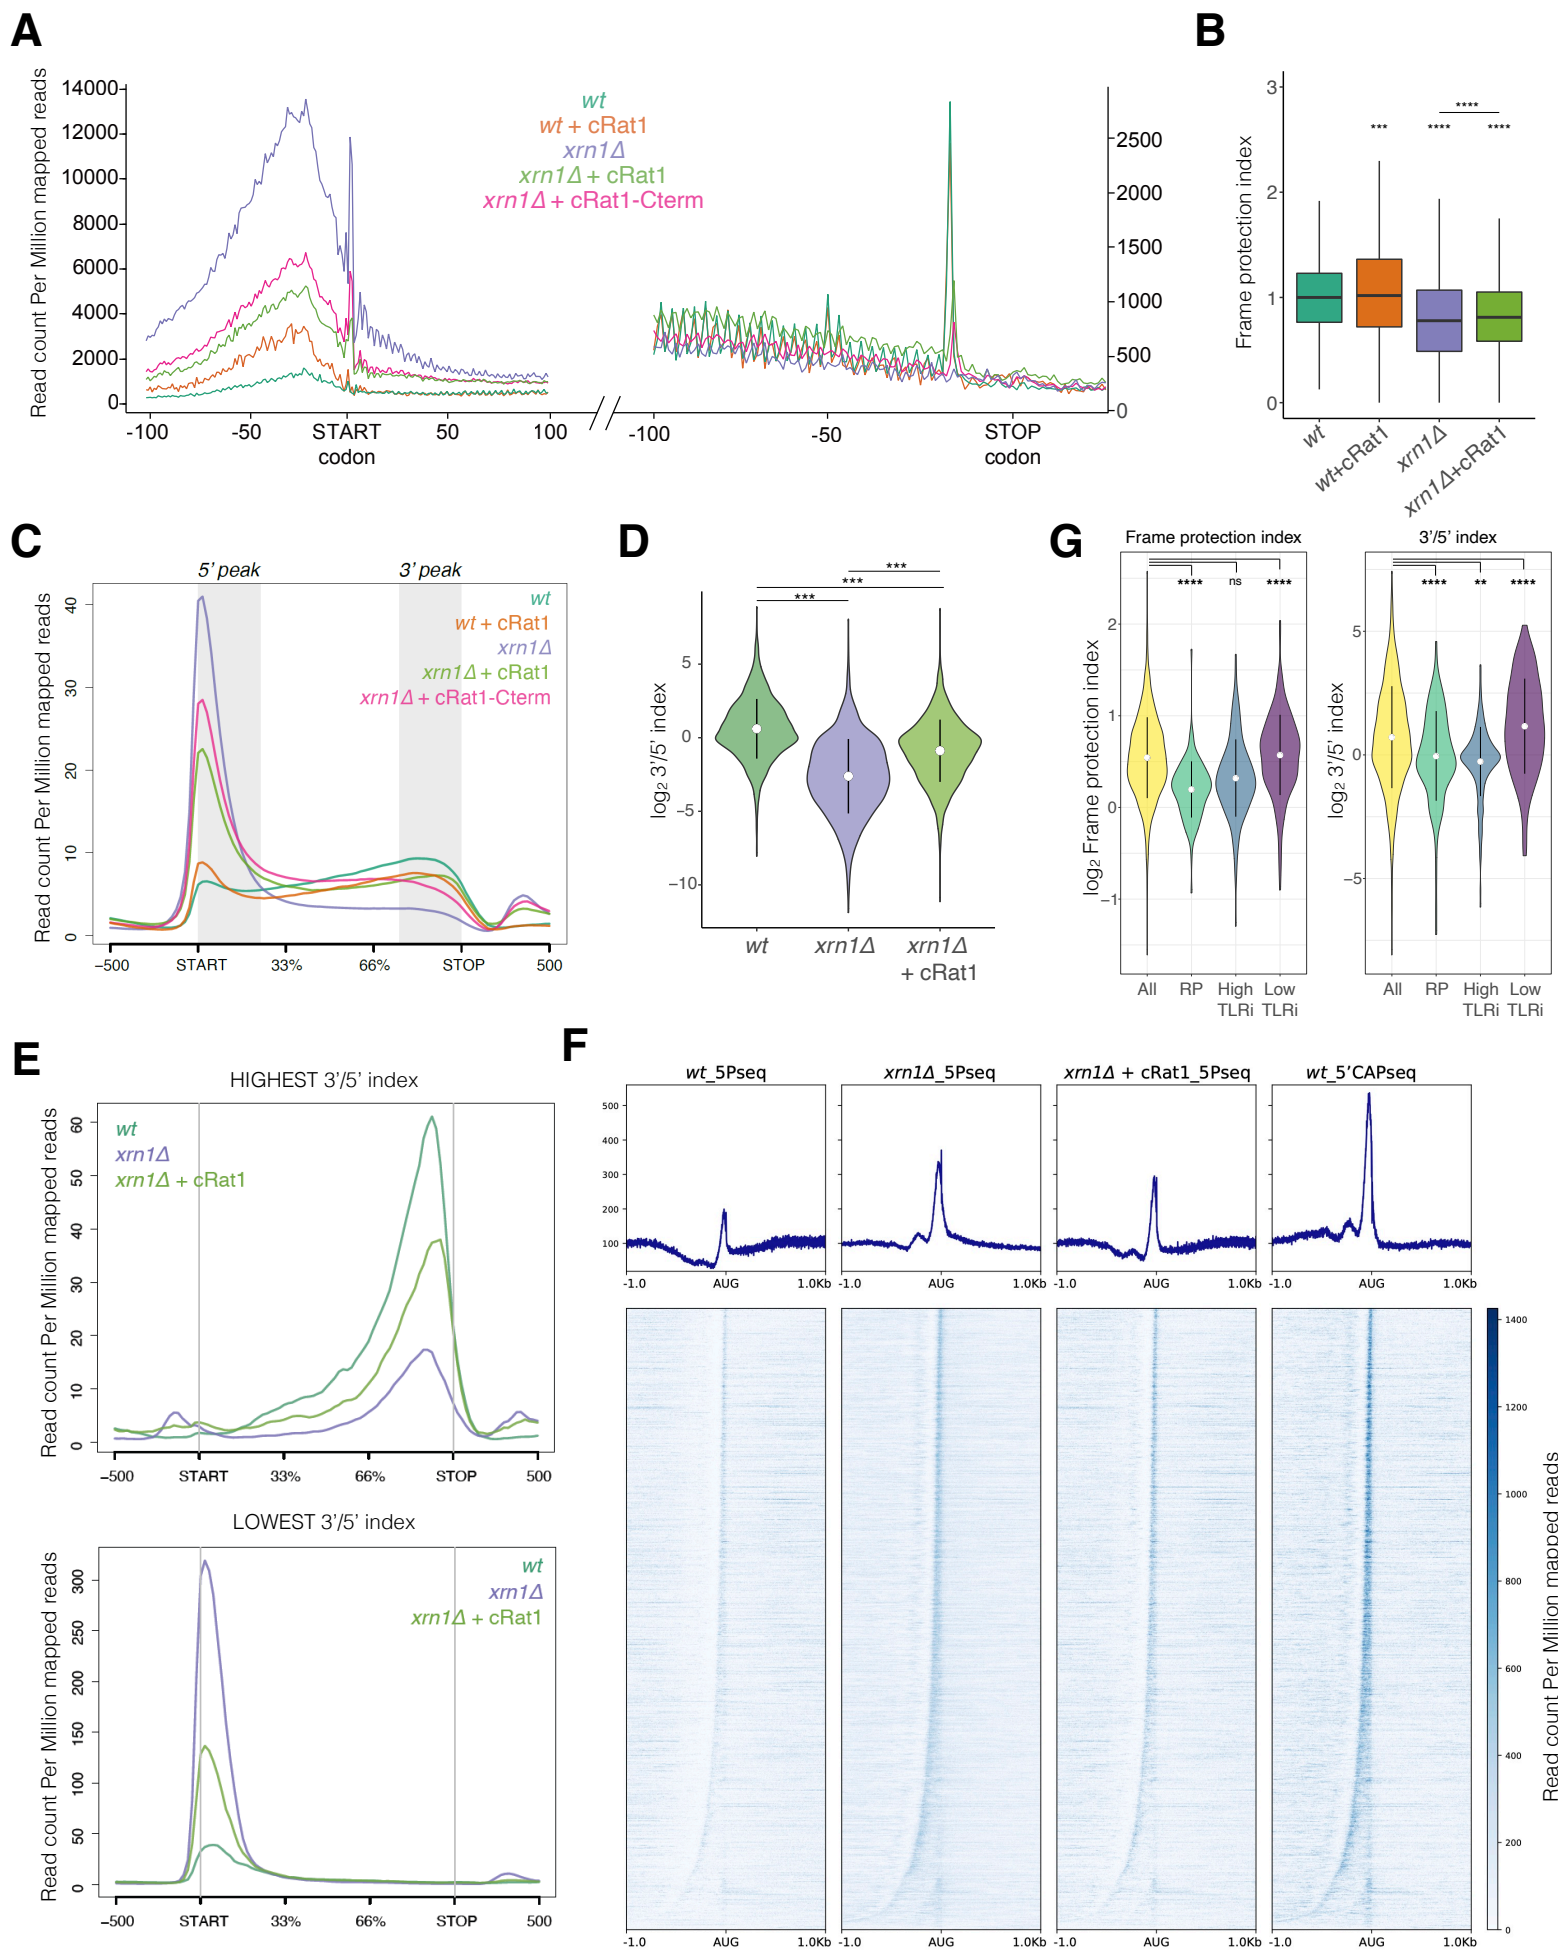 A
Read count Per Million mapped reads
14000
12000
10000
8000
6000
4000
2000
0
wt
wt + cRat1
xrn1Δ
xrn1Δ + cRat1
xrn1Δ + cRat1-Cterm
2500
2000
1500
1000
500
0
-100
-50
START
codon
50
100
-100
-50
STOP
codon
B
Frame protection index
3
2
1
0
***
****
****
****
wt
wt+cRat1
xrn1Δ
xrn1Δ+cRat1
C
Read count Per Million mapped reads
5' peak
3' peak
40
30
20
10
0
wt
wt + cRat1
xrn1Δ
xrn1Δ + cRat1
xrn1Δ + cRat1-Cterm
−500
START
33%
66%
STOP
500
D
log₂ 3'/5' index
***
***
***
5
0
−5
−10
wt
xrn1Δ
xrn1Δ
+ cRat1
G
Frame protection index
log₂ Frame protection index
****
ns
****
2
1
0
−1
All
RP
High
TLRi
Low
TLRi
3'/5' index
log₂ 3'/5' index
****
**
****
5
0
−5
All
RP
High
TLRi
Low
TLRi
E
HIGHEST 3'/5' index
Read count Per Million mapped reads
60
50
40
30
20
10
0
wt
xrn1Δ
xrn1Δ + cRat1
−500
START
33%
66%
STOP
500
LOWEST 3'/5' index
Read count Per Million mapped reads
300
250
200
150
100
50
0
wt
xrn1Δ
xrn1Δ + cRat1
−500
START
33%
66%
STOP
500
F
wt_5Pseq
xrn1Δ_5Pseq
xrn1Δ + cRat1_5Pseq
wt_5'CAPseq
500
400
300
200
100
-1.0
AUG
1.0Kb
-1.0
AUG
1.0Kb
-1.0
AUG
1.0Kb
-1.0
AUG
1.0Kb
1400
1200
1000
800
600
400
200
0
Read count Per Million mapped reads
-1.0
AUG
1.0Kb
-1.0
AUG
1.0Kb
-1.0
AUG
1.0Kb
-1.0
AUG
1.0Kb